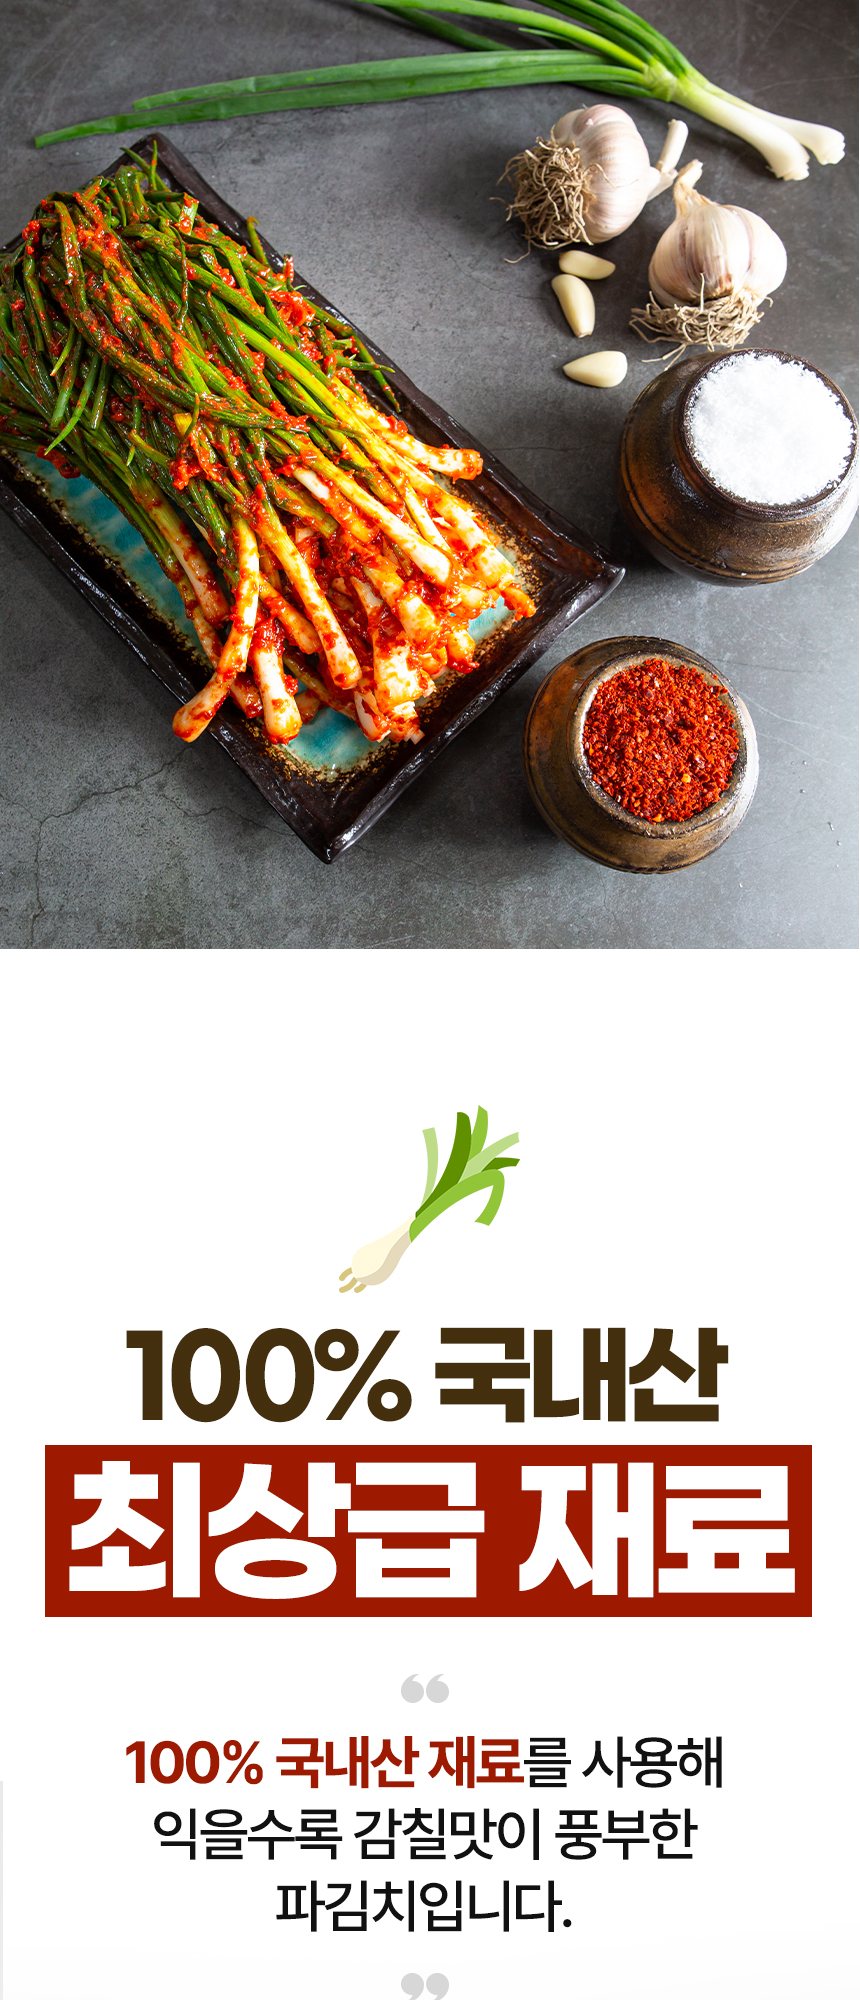 100% 국내산
최상급 재료
“
100% 국내산 재료를 사용해
익을수록 감칠맛이 풍부한
파김치입니다.
”